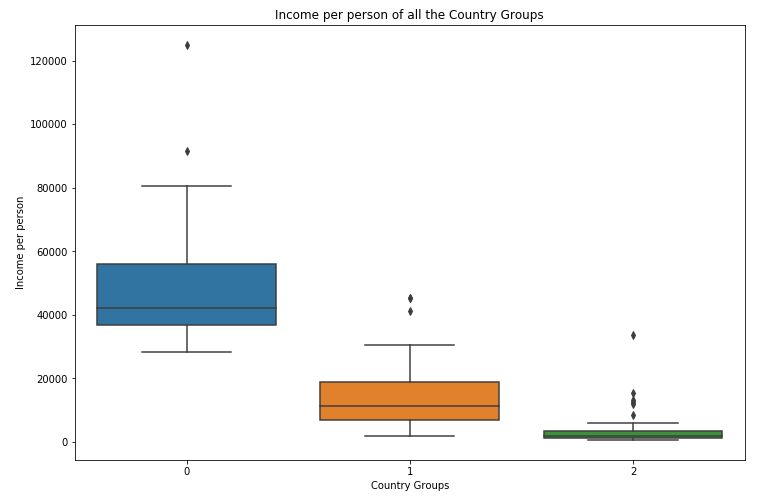 Income per person of all the Country Groups
120000
100000
80000
60000
40000
20000
0
Income per person
0 1 2
Country Groups